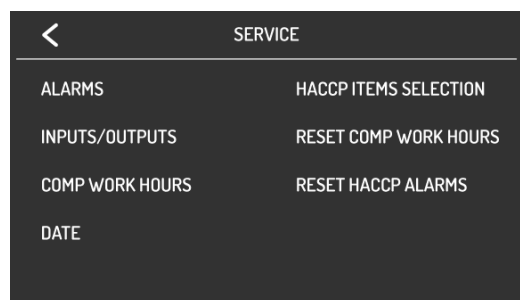 SERVICE
ALARMS
INPUTS/OUTPUTS
COMP WORK HOURS
DATE
HACCP ITEMS SELECTION
RESET COMP WORK HOURS
RESET HACCP ALARMS